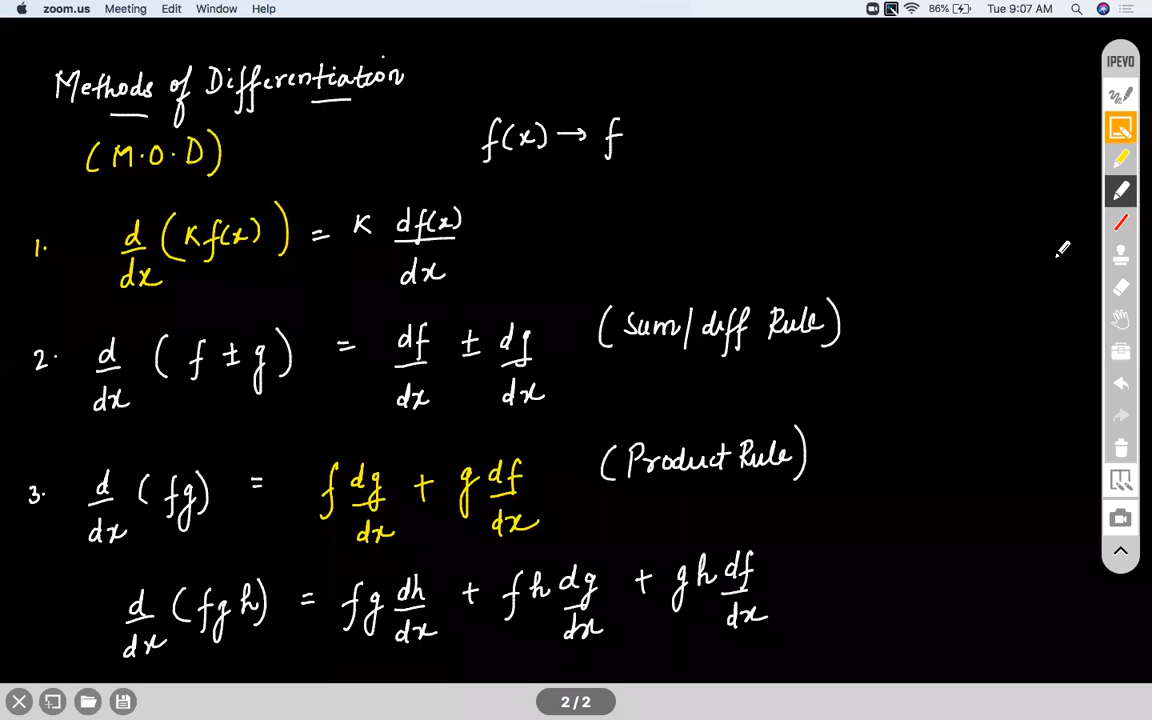 zoom.us Meeting Edit Window Help 86% Tue 9:07 AM
IPEVO
Methods of Differentiation
(M.O.D)
f(x) → f
1. d/dx (K f(x)) = K df(x)/dx
2. d/dx (f ± g) = df/dx ± dg/dx (Sum/diff Rule)
3. d/dx (fg) = f dg/dx + g df/dx (Product Rule)
d/dx (fgh) = fg dh/dx + fh dg/dx + gh df/dx
2/2